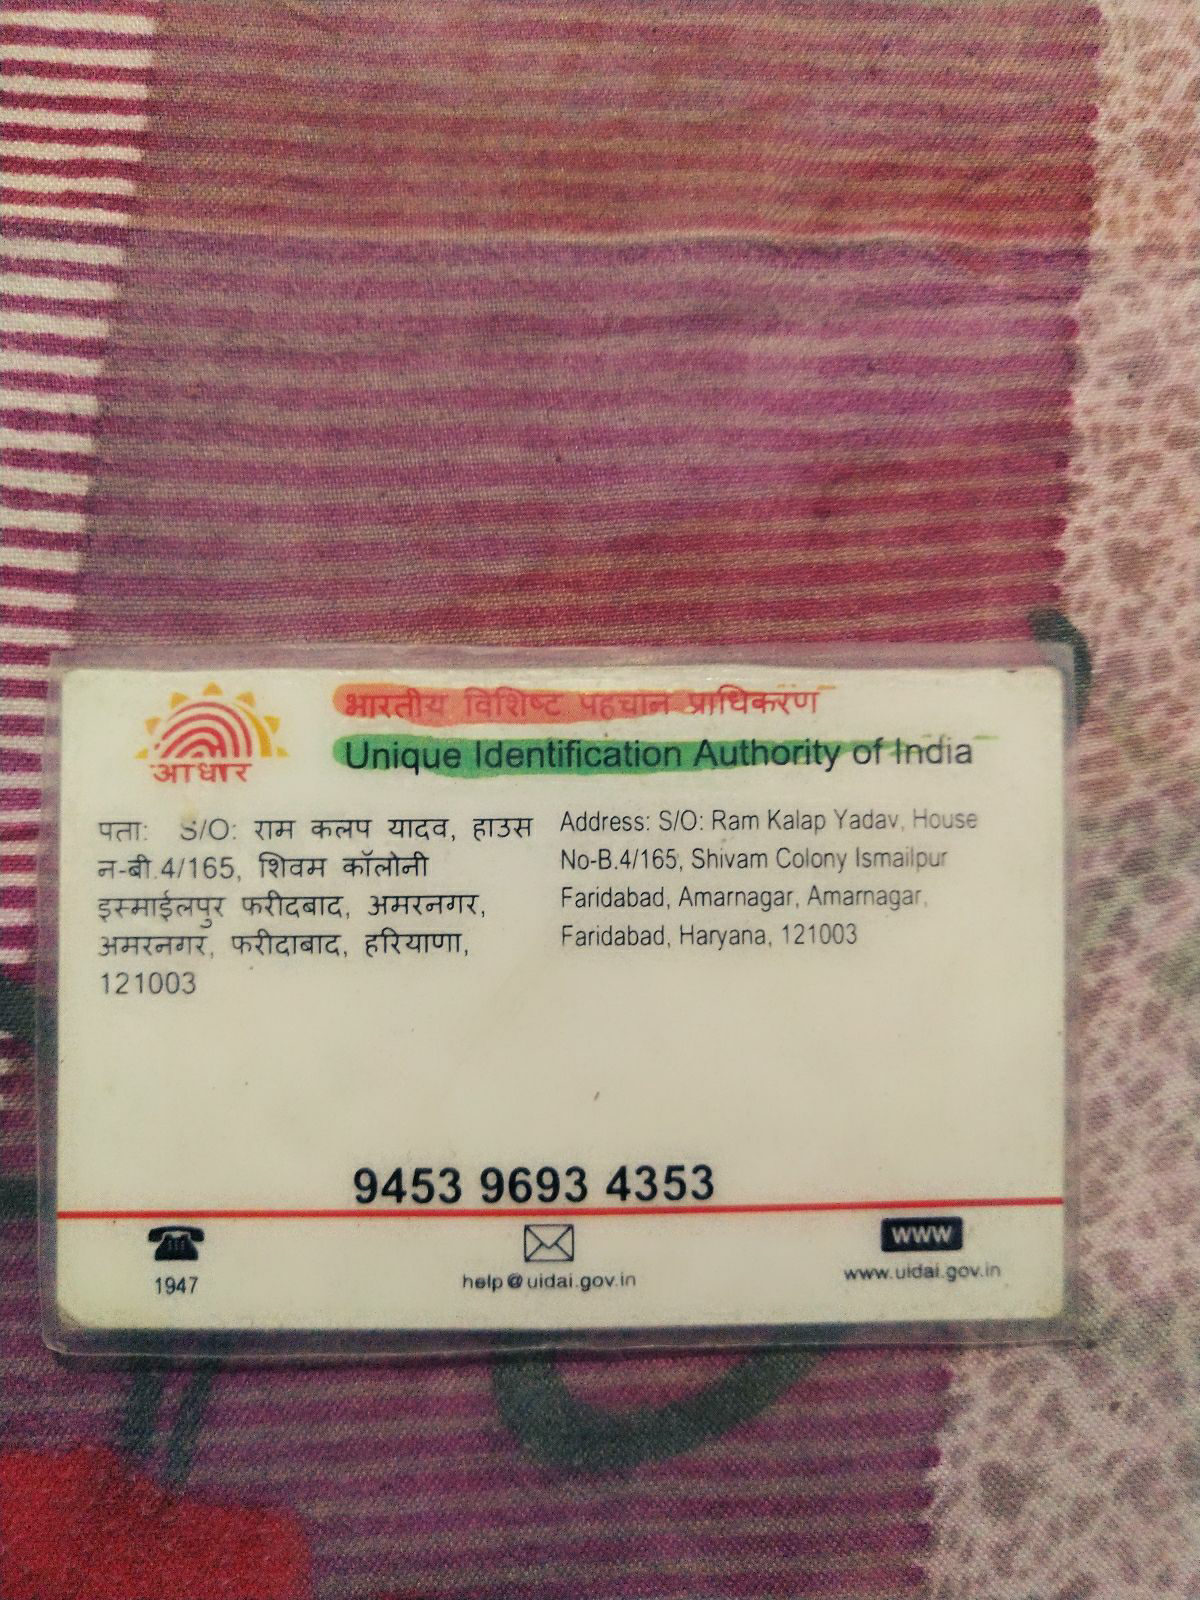 भारतीय विशिष्ट पहचान प्राधिकरण
Unique Identification Authority of India
आधार
पता: S/O: राम कलप यादव, हाउस
न-बी.4/165, शिवम कॉलोनी
इस्माईलपुर फरीदबाद, अमरनगर,
अमरनगर, फरीदाबाद, हरियाणा,
121003
Address: S/O: Ram Kalap Yadav, House
No-B.4/165, Shivam Colony Ismailpur
Faridabad, Amarnagar, Amarnagar,
Faridabad, Haryana, 121003
9453 9693 4353
1947
help@uidai.gov.in
www
www.uidai.gov.in